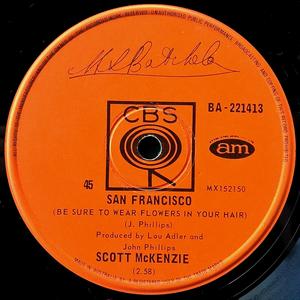 CBS
BA-221413
am
45
MX152150
SAN FRANCISCO
(BE SURE TO WEAR FLOWERS IN YOUR HAIR)
(J. Phillips)
Produced by Lou Adler and
John Phillips
SCOTT McKENZIE
(2.58)